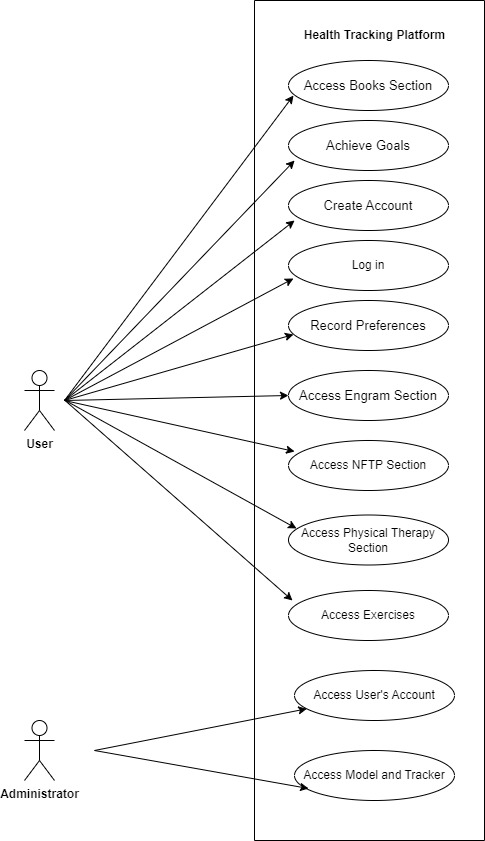 Health Tracking Platform
Access Books Section
Achieve Goals
Create Account
Log in
Record Preferences
Access Engram Section
User
Access NFTP Section
Access Physical Therapy
Section
Access Exercises
Access User's Account
Access Model and Tracker
Administrator